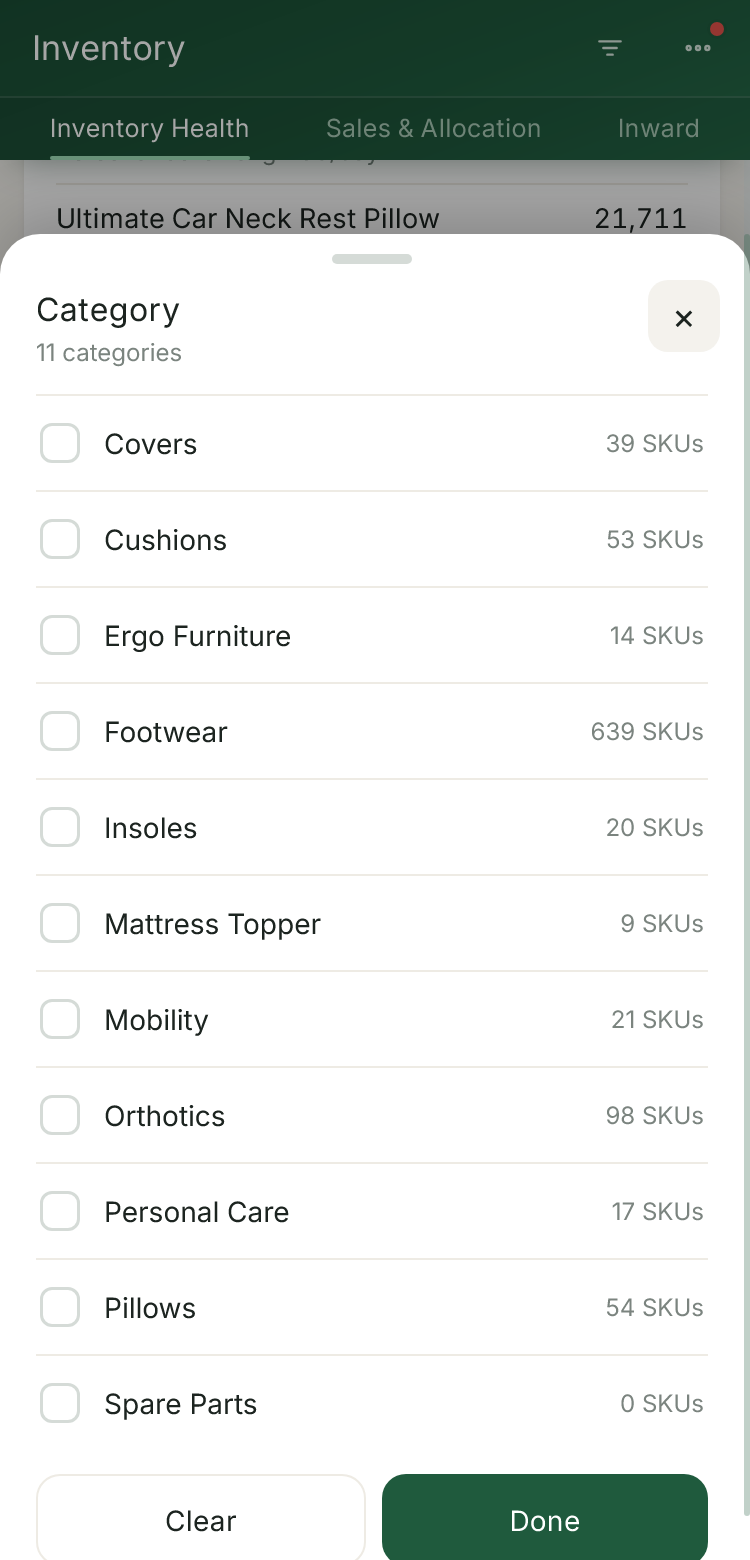 Inventory
Inventory Health
Sales & Allocation
Inward
Ultimate Car Neck Rest Pillow 21,711
Category
11 categories
Covers 39 SKUs
Cushions 53 SKUs
Ergo Furniture 14 SKUs
Footwear 639 SKUs
Insoles 20 SKUs
Mattress Topper 9 SKUs
Mobility 21 SKUs
Orthotics 98 SKUs
Personal Care 17 SKUs
Pillows 54 SKUs
Spare Parts 0 SKUs
Clear
Done